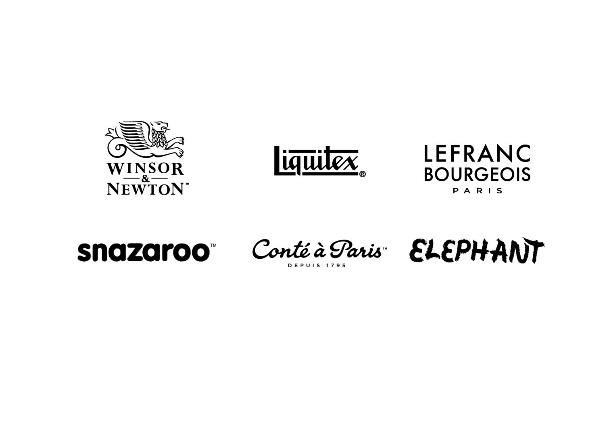 WINSOR
&
NEWTON™
Liquitex®
LEFRANC
BOURGEOIS
PARIS
snazaroo™
Conté à Paris™
DEPUIS 1795
ELEPHANT